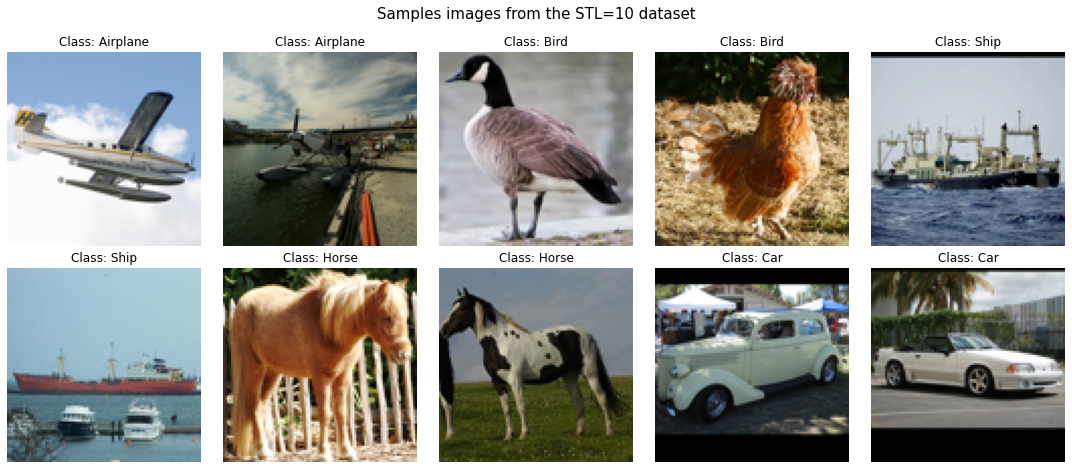 Samples images from the STL=10 dataset
Class: Airplane
Class: Airplane
Class: Bird
Class: Bird
Class: Ship
Class: Ship
Class: Horse
Class: Horse
Class: Car
Class: Car